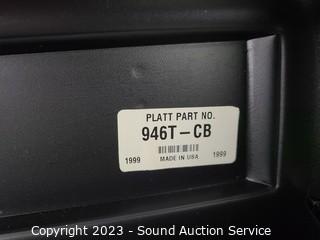 PLATT PART NO.
946T-CB
1999 MADE IN USA 1999
Copyright 2023 - Sound Auction Service